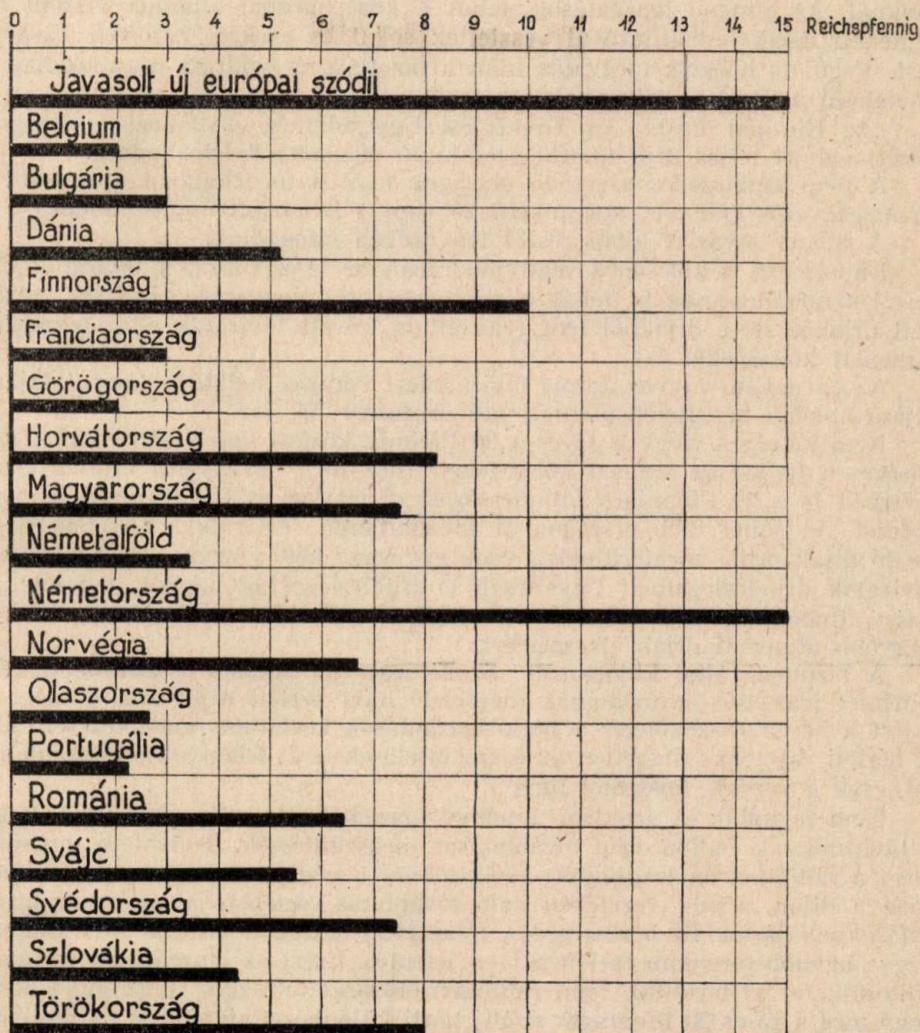 0 1 2 3 4 5 6 7 8 9 10 11 12 13 14 15 Reichspfennig
Javasolt új európai szódíj
Belgium
Bulgária
Dánia
Finnország
Franciaország
Görögország
Horvátország
Magyarország
Németalföld
Németország
Norvégia
Olaszország
Portugália
Románia
Svájc
Svédország
Szlovákia
Törökország